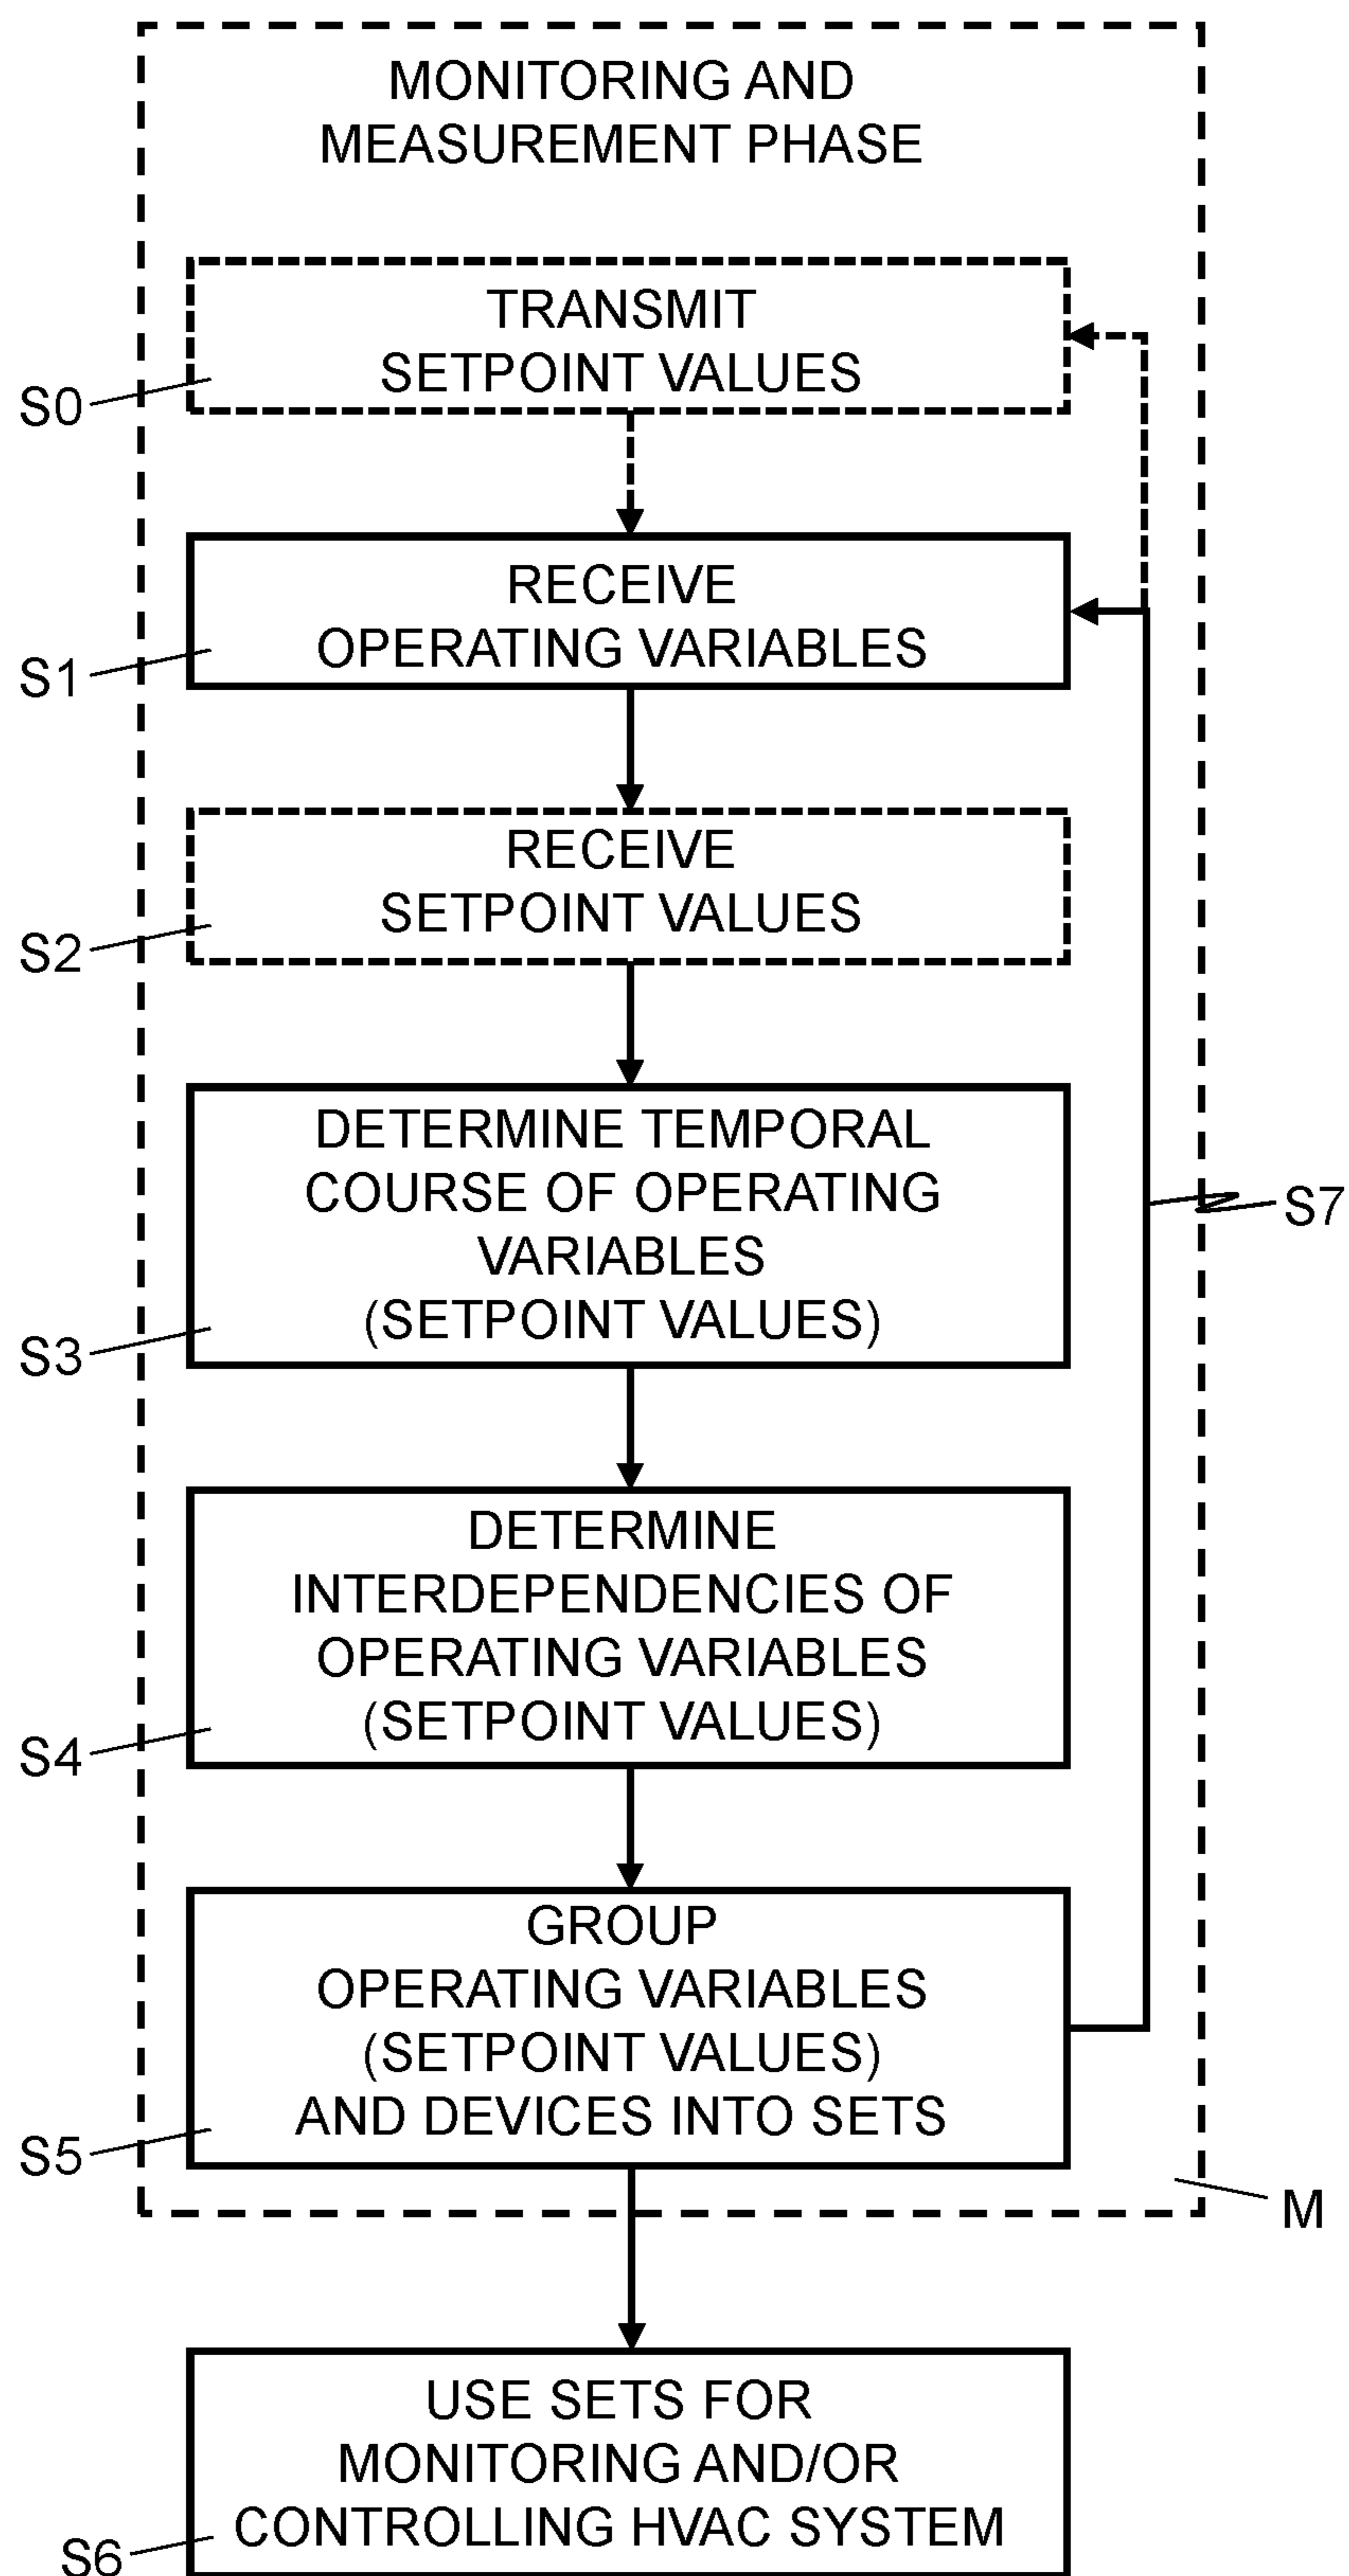 MONITORING AND
MEASUREMENT PHASE
TRANSMIT
SETPOINT VALUES
S0
RECEIVE
OPERATING VARIABLES
S1
RECEIVE
SETPOINT VALUES
S2
DETERMINE TEMPORAL
COURSE OF OPERATING
VARIABLES
(SETPOINT VALUES)
S3
S7
DETERMINE
INTERDEPENDENCIES OF
OPERATING VARIABLES
(SETPOINT VALUES)
S4
GROUP
OPERATING VARIABLES
(SETPOINT VALUES)
AND DEVICES INTO SETS
S5
M
USE SETS FOR
MONITORING AND/OR
CONTROLLING HVAC SYSTEM
S6